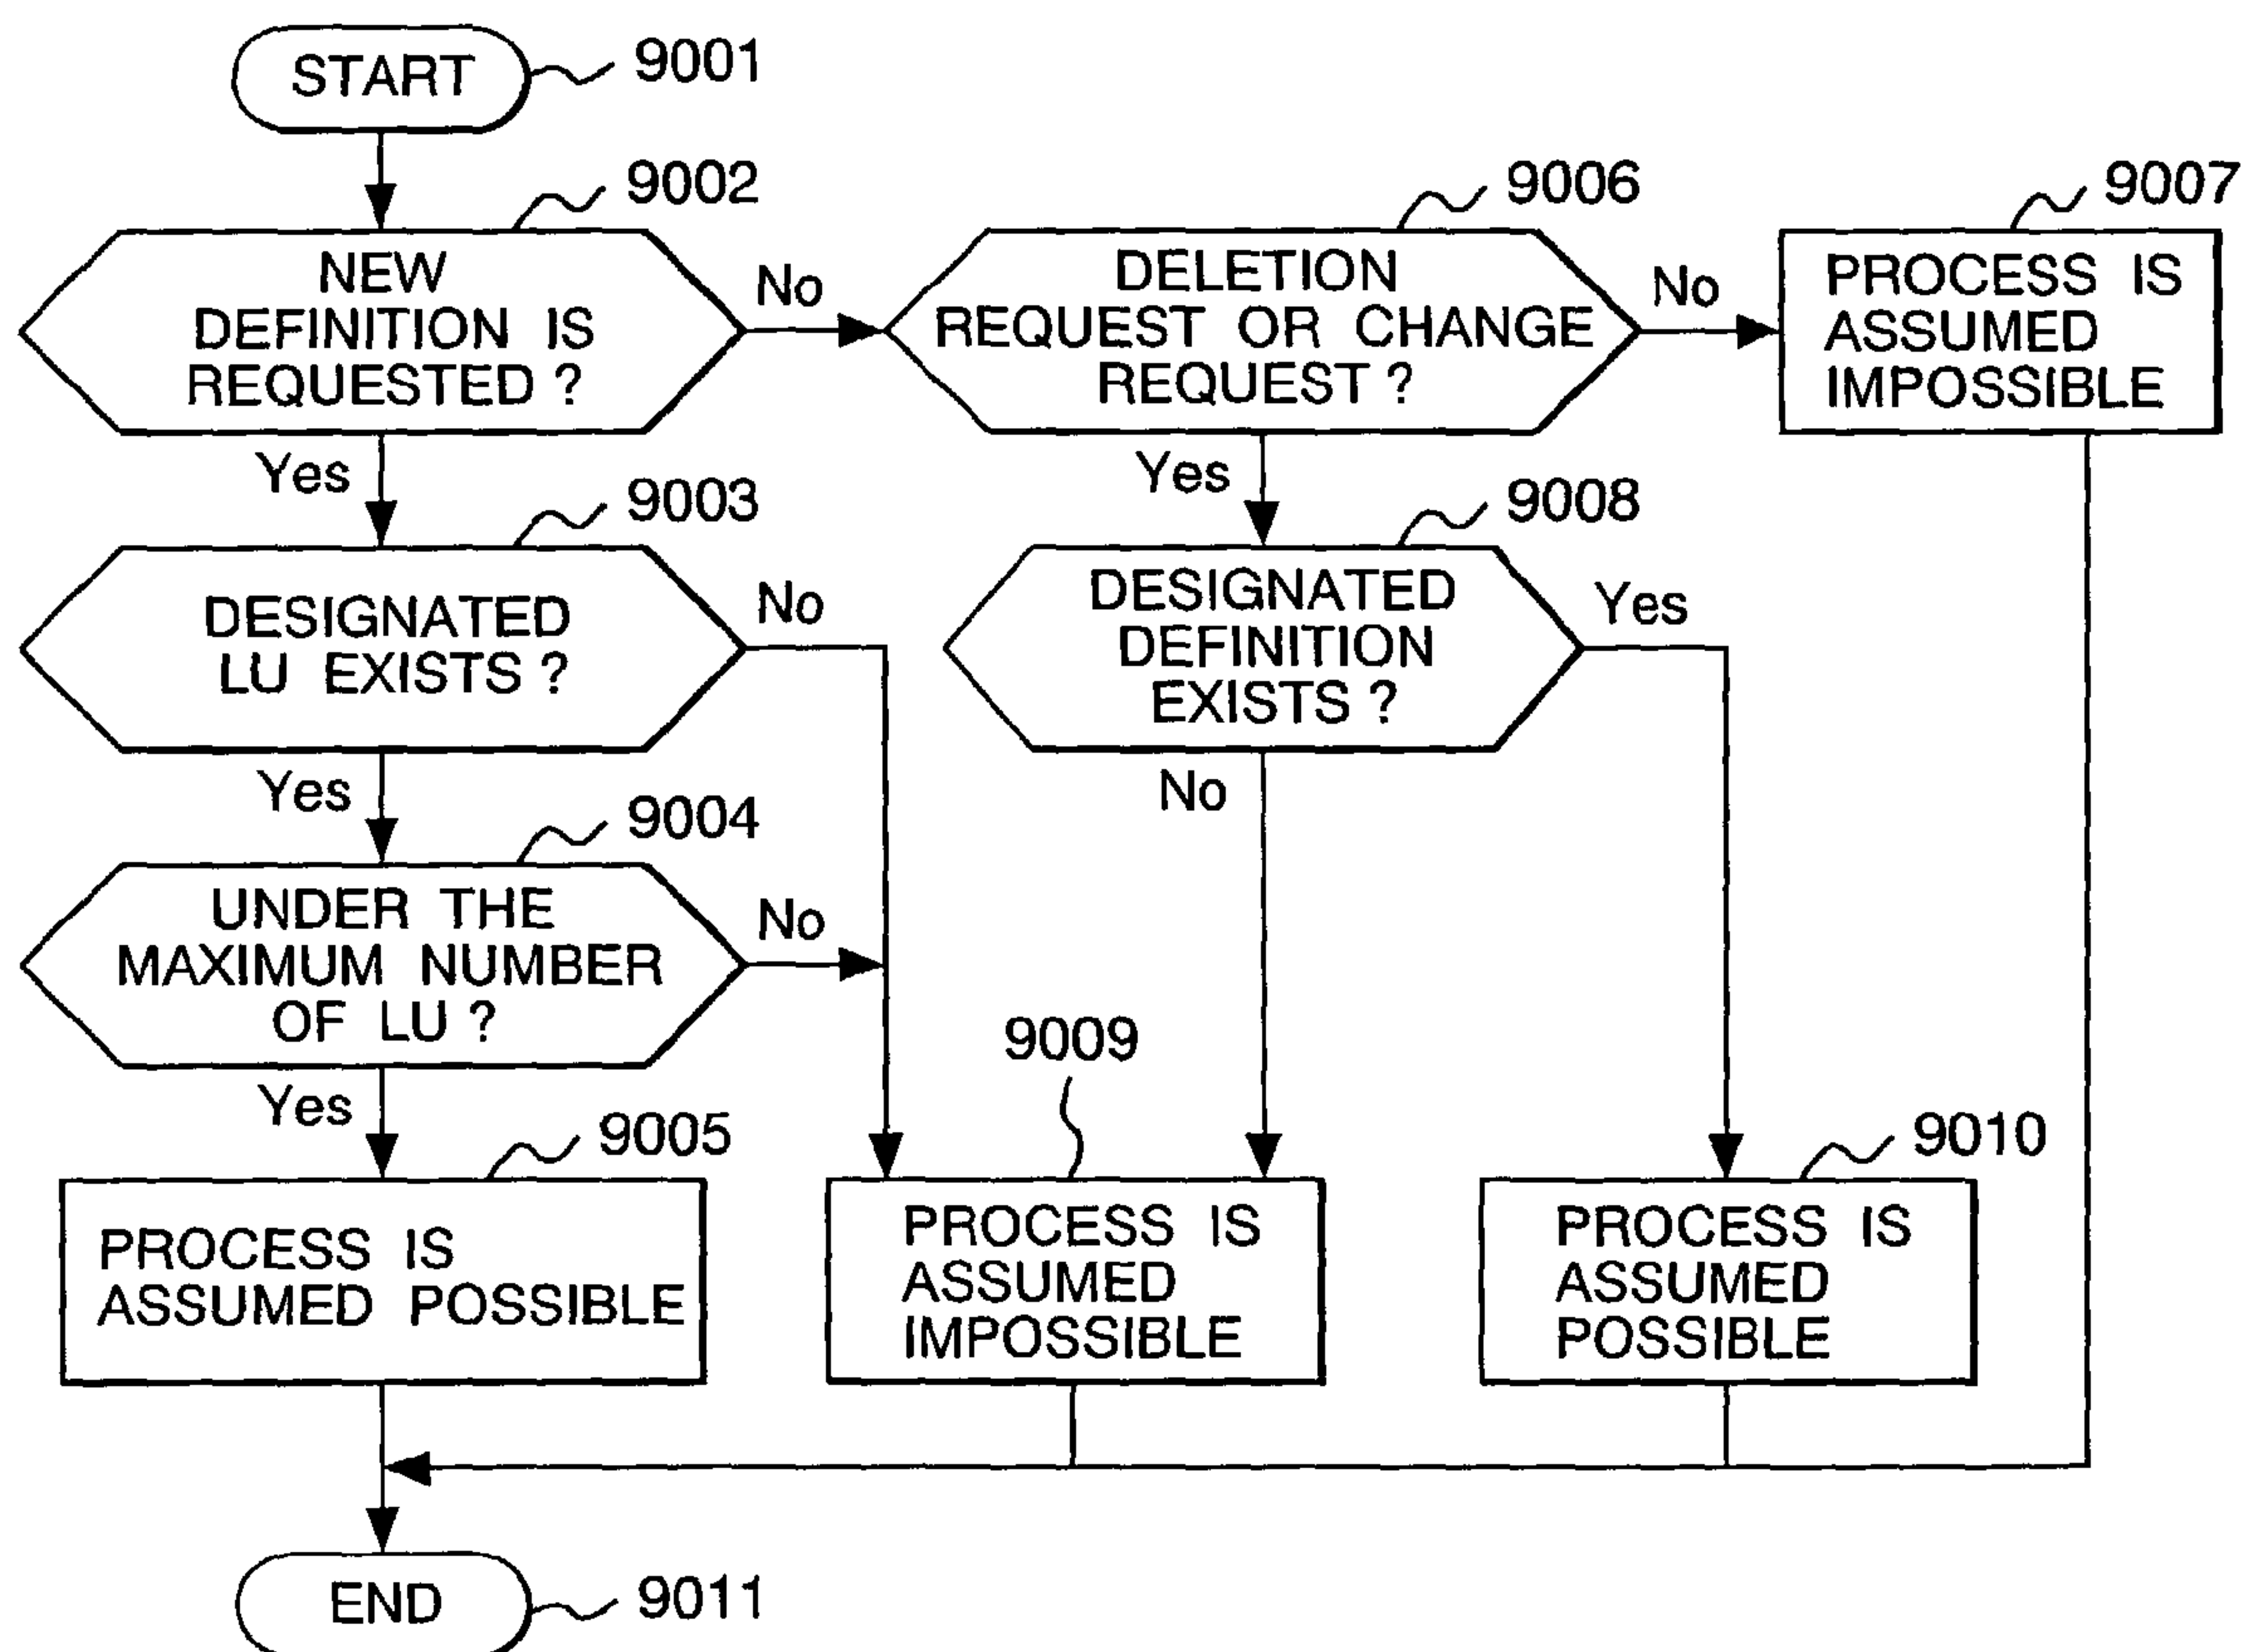 START
9001
9002
9006
9007
NEW
DEFINITION IS
REQUESTED ?
No
DELETION
REQUEST OR CHANGE
REQUEST ?
No
PROCESS IS
ASSUMED
IMPOSSIBLE
Yes
9003
Yes
9008
DESIGNATED
LU EXISTS ?
No
DESIGNATED
DEFINITION
EXISTS ?
Yes
Yes
9004
No
UNDER THE
MAXIMUM NUMBER
OF LU ?
No
9009
Yes
9005
9010
PROCESS IS
ASSUMED POSSIBLE
PROCESS IS
ASSUMED
IMPOSSIBLE
PROCESS IS
ASSUMED
POSSIBLE
END
9011